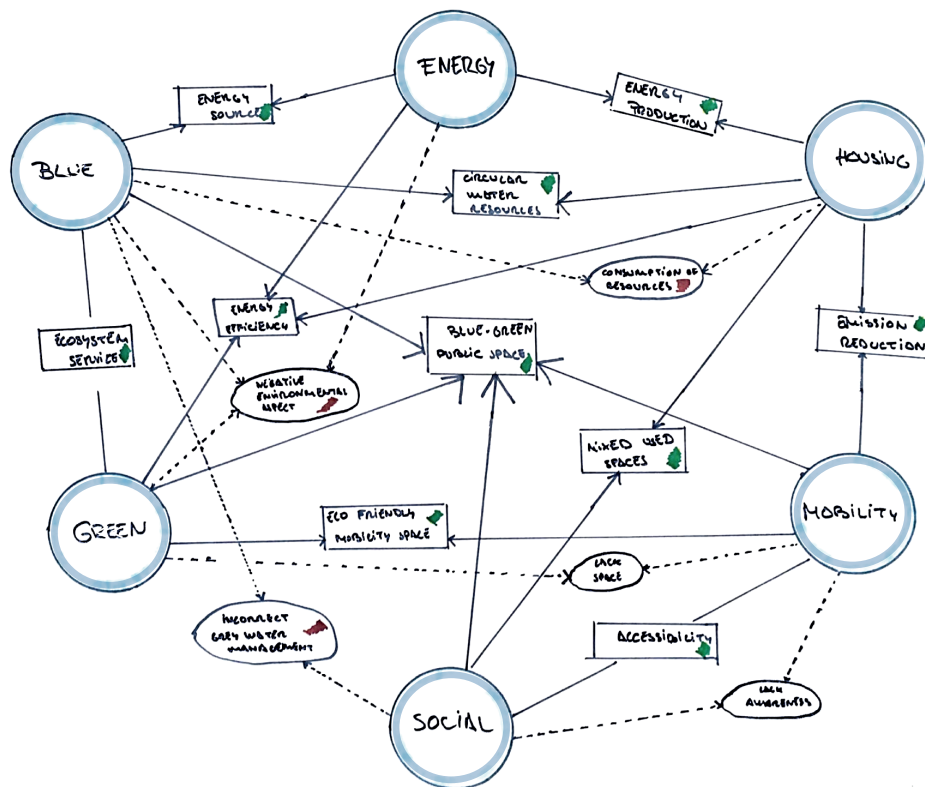 ENERGY
ENERGY
SOURCE
ENERGY
PRODUCTION
BLUE
HOUSING
CIRCULAR
WATER
RESOURCES
CONSUMPTION OF
RESOURCES
ENERGY
EFFICIENCY
BLUE-GREEN
PUBLIC SPACE
EMISSION
REDUCTION
ECOSYSTEM
SERVICE
NEGATIVE
ENVIRONMENTAL
ASPECT
MIXED USED
SPACES
GREEN
ECO FRIENDLY
MOBILITY SPACE
MOBILITY
LACK
SPACE
INCORRECT
GREY WATER
MANAGEMENT
ACCESSIBILITY
SOCIAL
LACK
AWARENESS